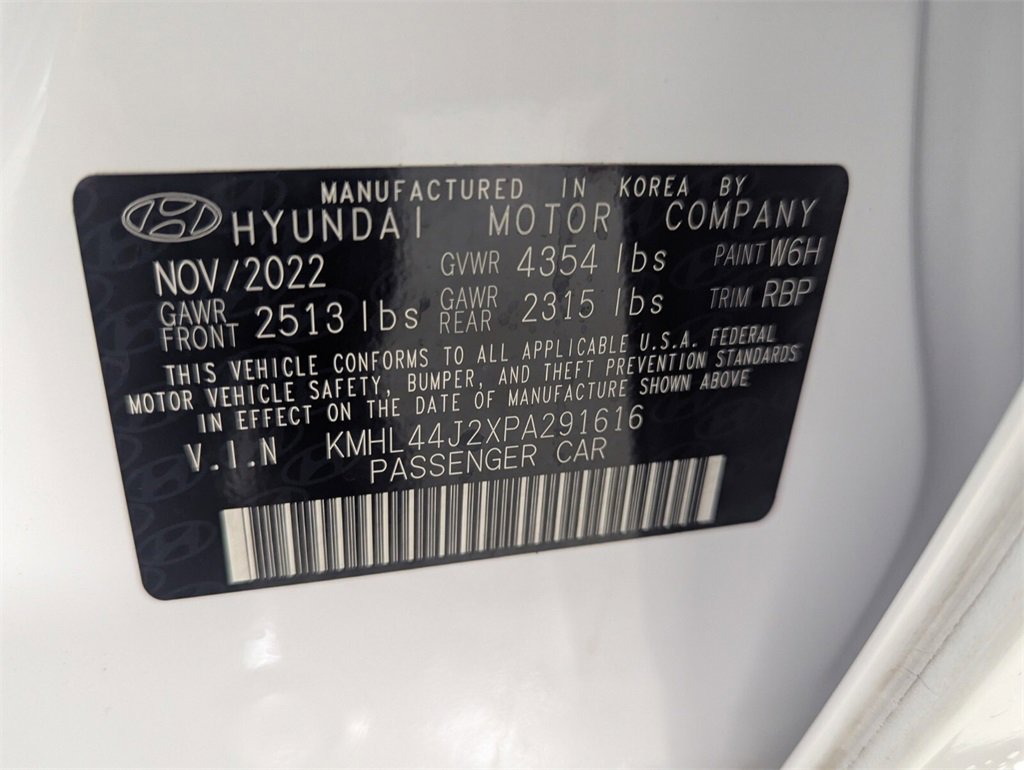 MANUFACTURED IN KOREA BY
HYUNDAI MOTOR COMPANY
NOV/2022 GVWR 4354 lbs PAINT W6H
GAWR FRONT 2513 lbs GAWR REAR 2315 lbs TRIM RBP
THIS VEHICLE CONFORMS TO ALL APPLICABLE U.S.A. FEDERAL
MOTOR VEHICLE SAFETY, BUMPER, AND THEFT PREVENTION STANDARDS
IN EFFECT ON THE DATE OF MANUFACTURE SHOWN ABOVE
V.I.N KMHL44J2XPA291616
PASSENGER CAR